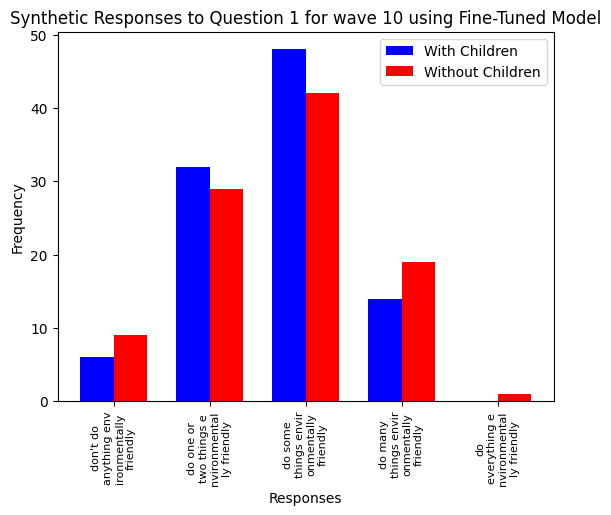 Synthetic Responses to Question 1 for wave 10 using Fine-Tuned Model
With Children
Without Children
Frequency
50
40
30
20
10
0
don't do
anything env
ironmentally
friendly
do one or
two things e
nvironmental
ly friendly
do some
things envir
onmentally
friendly
do many
things envir
onmentally
friendly
do
everything e
nvironmental
ly friendly
Responses